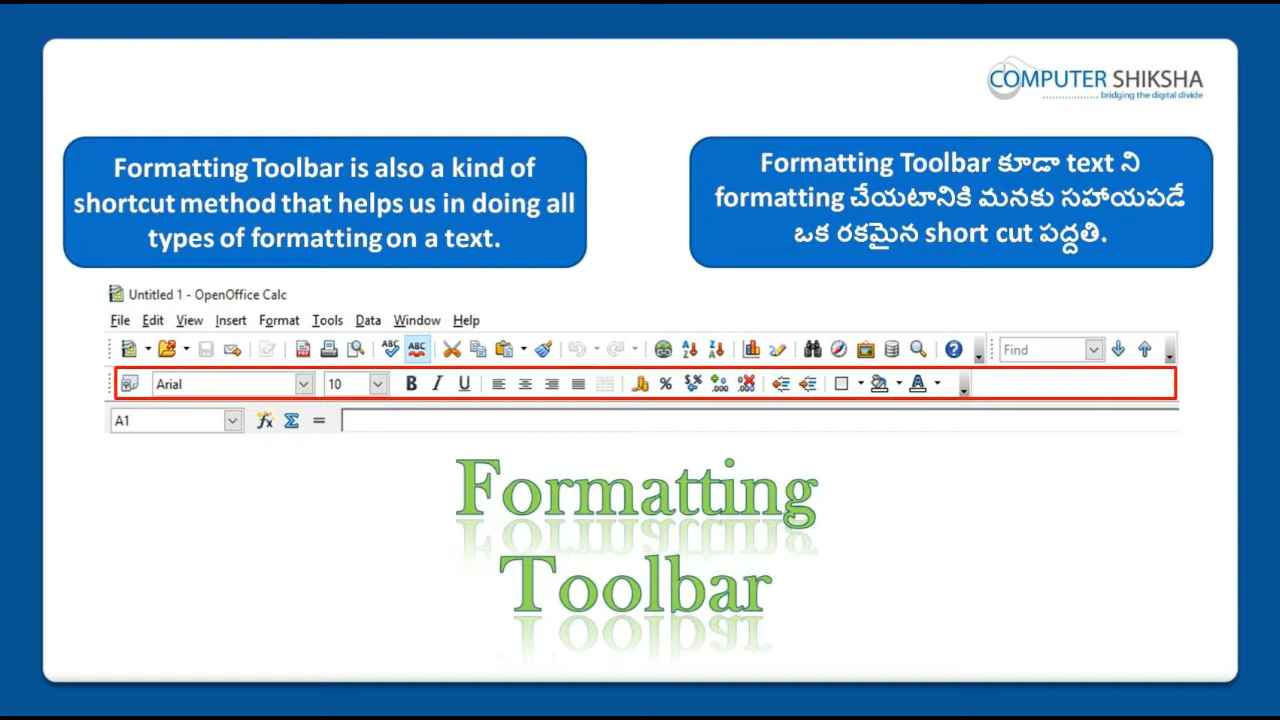 COMPUTER SHIKSHA
bridging the digital divide
Formatting Toolbar is also a kind of
shortcut method that helps us in doing all
types of formatting on a text.
Formatting Toolbar కూడా text ని
formatting చేయటానికి మనకు సహాయపడే
ఒక రకమైన short cut పద్దతి.
Untitled 1 - OpenOffice Calc
File Edit View Insert Format Tools Data Window Help
ABC ABC Find
Arial 10 B I U
A1
Formatting
Toolbar